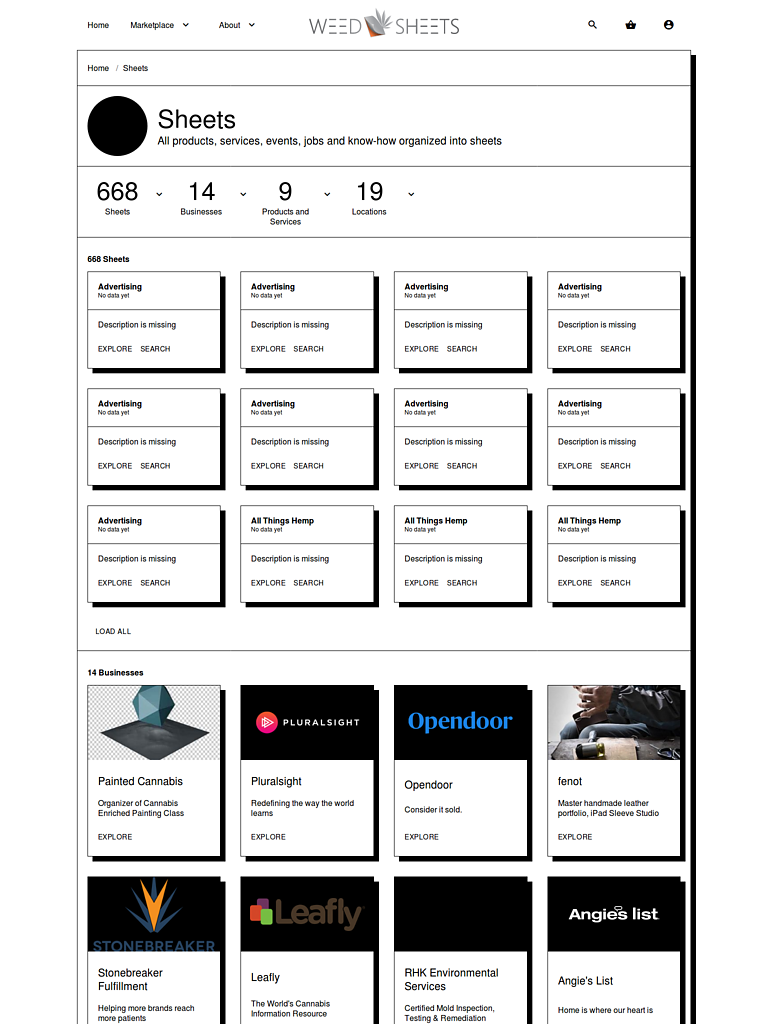 Home Marketplace About WEED SHEETS
Home / Sheets
Sheets
All products, services, events, jobs and know-how organized into sheets
668 14 9 19
Sheets Businesses Products and Services Locations
668 Sheets
Advertising Advertising Advertising Advertising
No data yet No data yet No data yet No data yet
Description is missing Description is missing Description is missing Description is missing
EXPLORE SEARCH EXPLORE SEARCH EXPLORE SEARCH EXPLORE SEARCH
Advertising Advertising Advertising Advertising
No data yet No data yet No data yet No data yet
Description is missing Description is missing Description is missing Description is missing
EXPLORE SEARCH EXPLORE SEARCH EXPLORE SEARCH EXPLORE SEARCH
Advertising All Things Hemp All Things Hemp All Things Hemp
No data yet No data yet No data yet No data yet
Description is missing Description is missing Description is missing Description is missing
EXPLORE SEARCH EXPLORE SEARCH EXPLORE SEARCH EXPLORE SEARCH
LOAD ALL
14 Businesses
Painted Cannabis
Organizer of Cannabis
Enriched Painting Class
EXPLORE
PLURALSIGHT
Pluralsight
Redefining the way the world
learns
EXPLORE
Opendoor
Opendoor
Consider it sold.
EXPLORE
fenot
Master handmade leather
portfolio, iPad Sleeve Studio
EXPLORE
STONEBREAKER
Stonebreaker
Fulfillment
Helping more brands reach
more patients
Leafly
Leafly
The World's Cannabis
Information Resource
RHK Environmental
Services
Certified Mold Inspection,
Testing & Remediation
Angie's list
Angie's List
Home is where our heart is